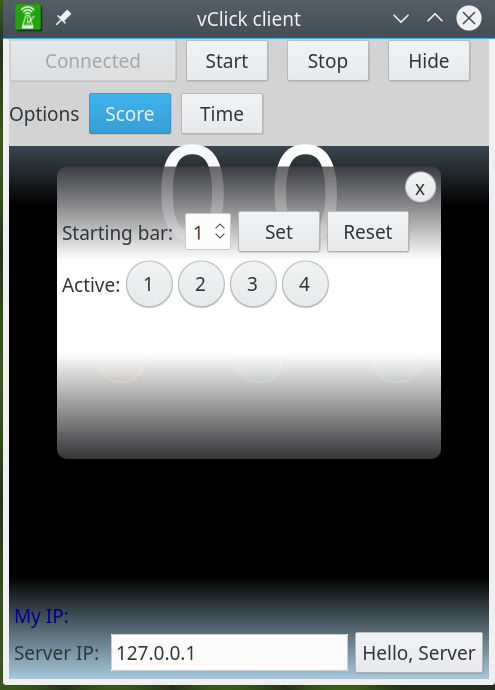 vClick client
Connected Start Stop Hide
Options Score Time
0 0
x
Starting bar: 1 Set Reset
Active: 1 2 3 4
My IP:
Server IP: 127.0.0.1 Hello, Server